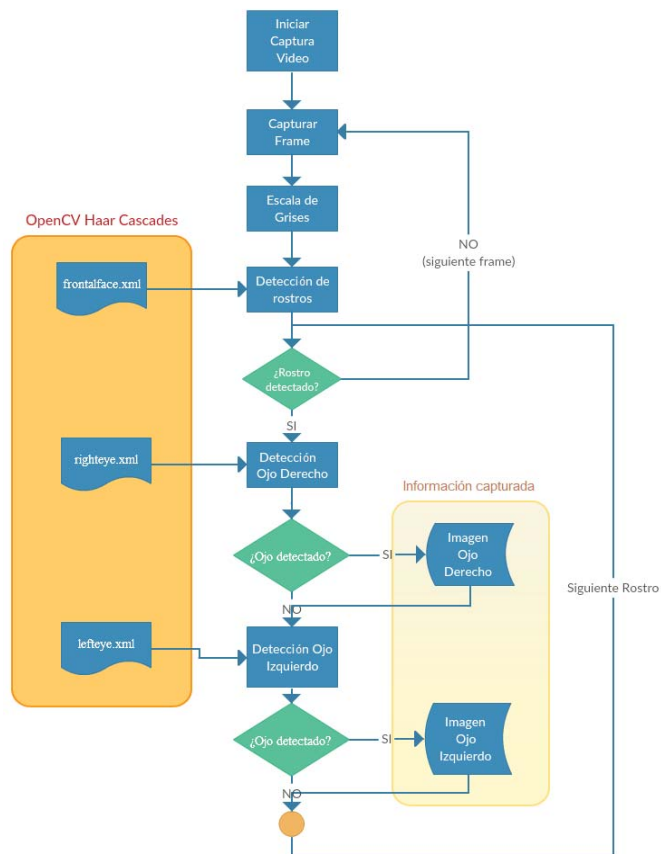 Iniciar
Captura
Video
Capturar
Frame
Escala de
Grises
OpenCV Haar Cascades
NO
(siguiente frame)
frontalface.xml
Detección de
rostros
¿Rostro
detectado?
SI
righteye.xml
Detección
Ojo Derecho
Información capturada
¿Ojo detectado?
SI
Imagen
Ojo
Derecho
Siguiente Rostro
NO
lefteye.xml
Detección Ojo
Izquierdo
¿Ojo detectado?
SI
Imagen
Ojo
Izquierdo
NO